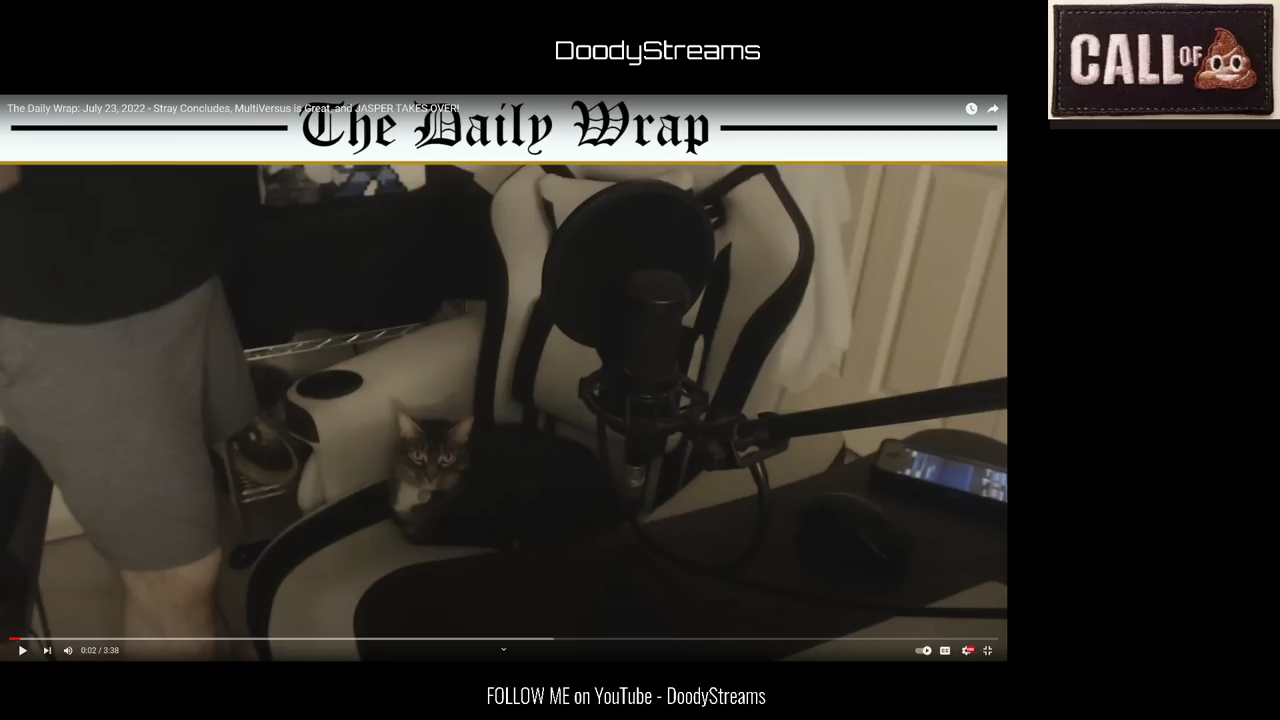 DoodyStreams
CALL OF
The Daily Wrap: July 23, 2022 - Stray Concludes, MultiVersus is Great, and JASPER TAKES OVER!
The Daily Wrap
0:02 / 3:38
FOLLOW ME on YouTube - DoodyStreams